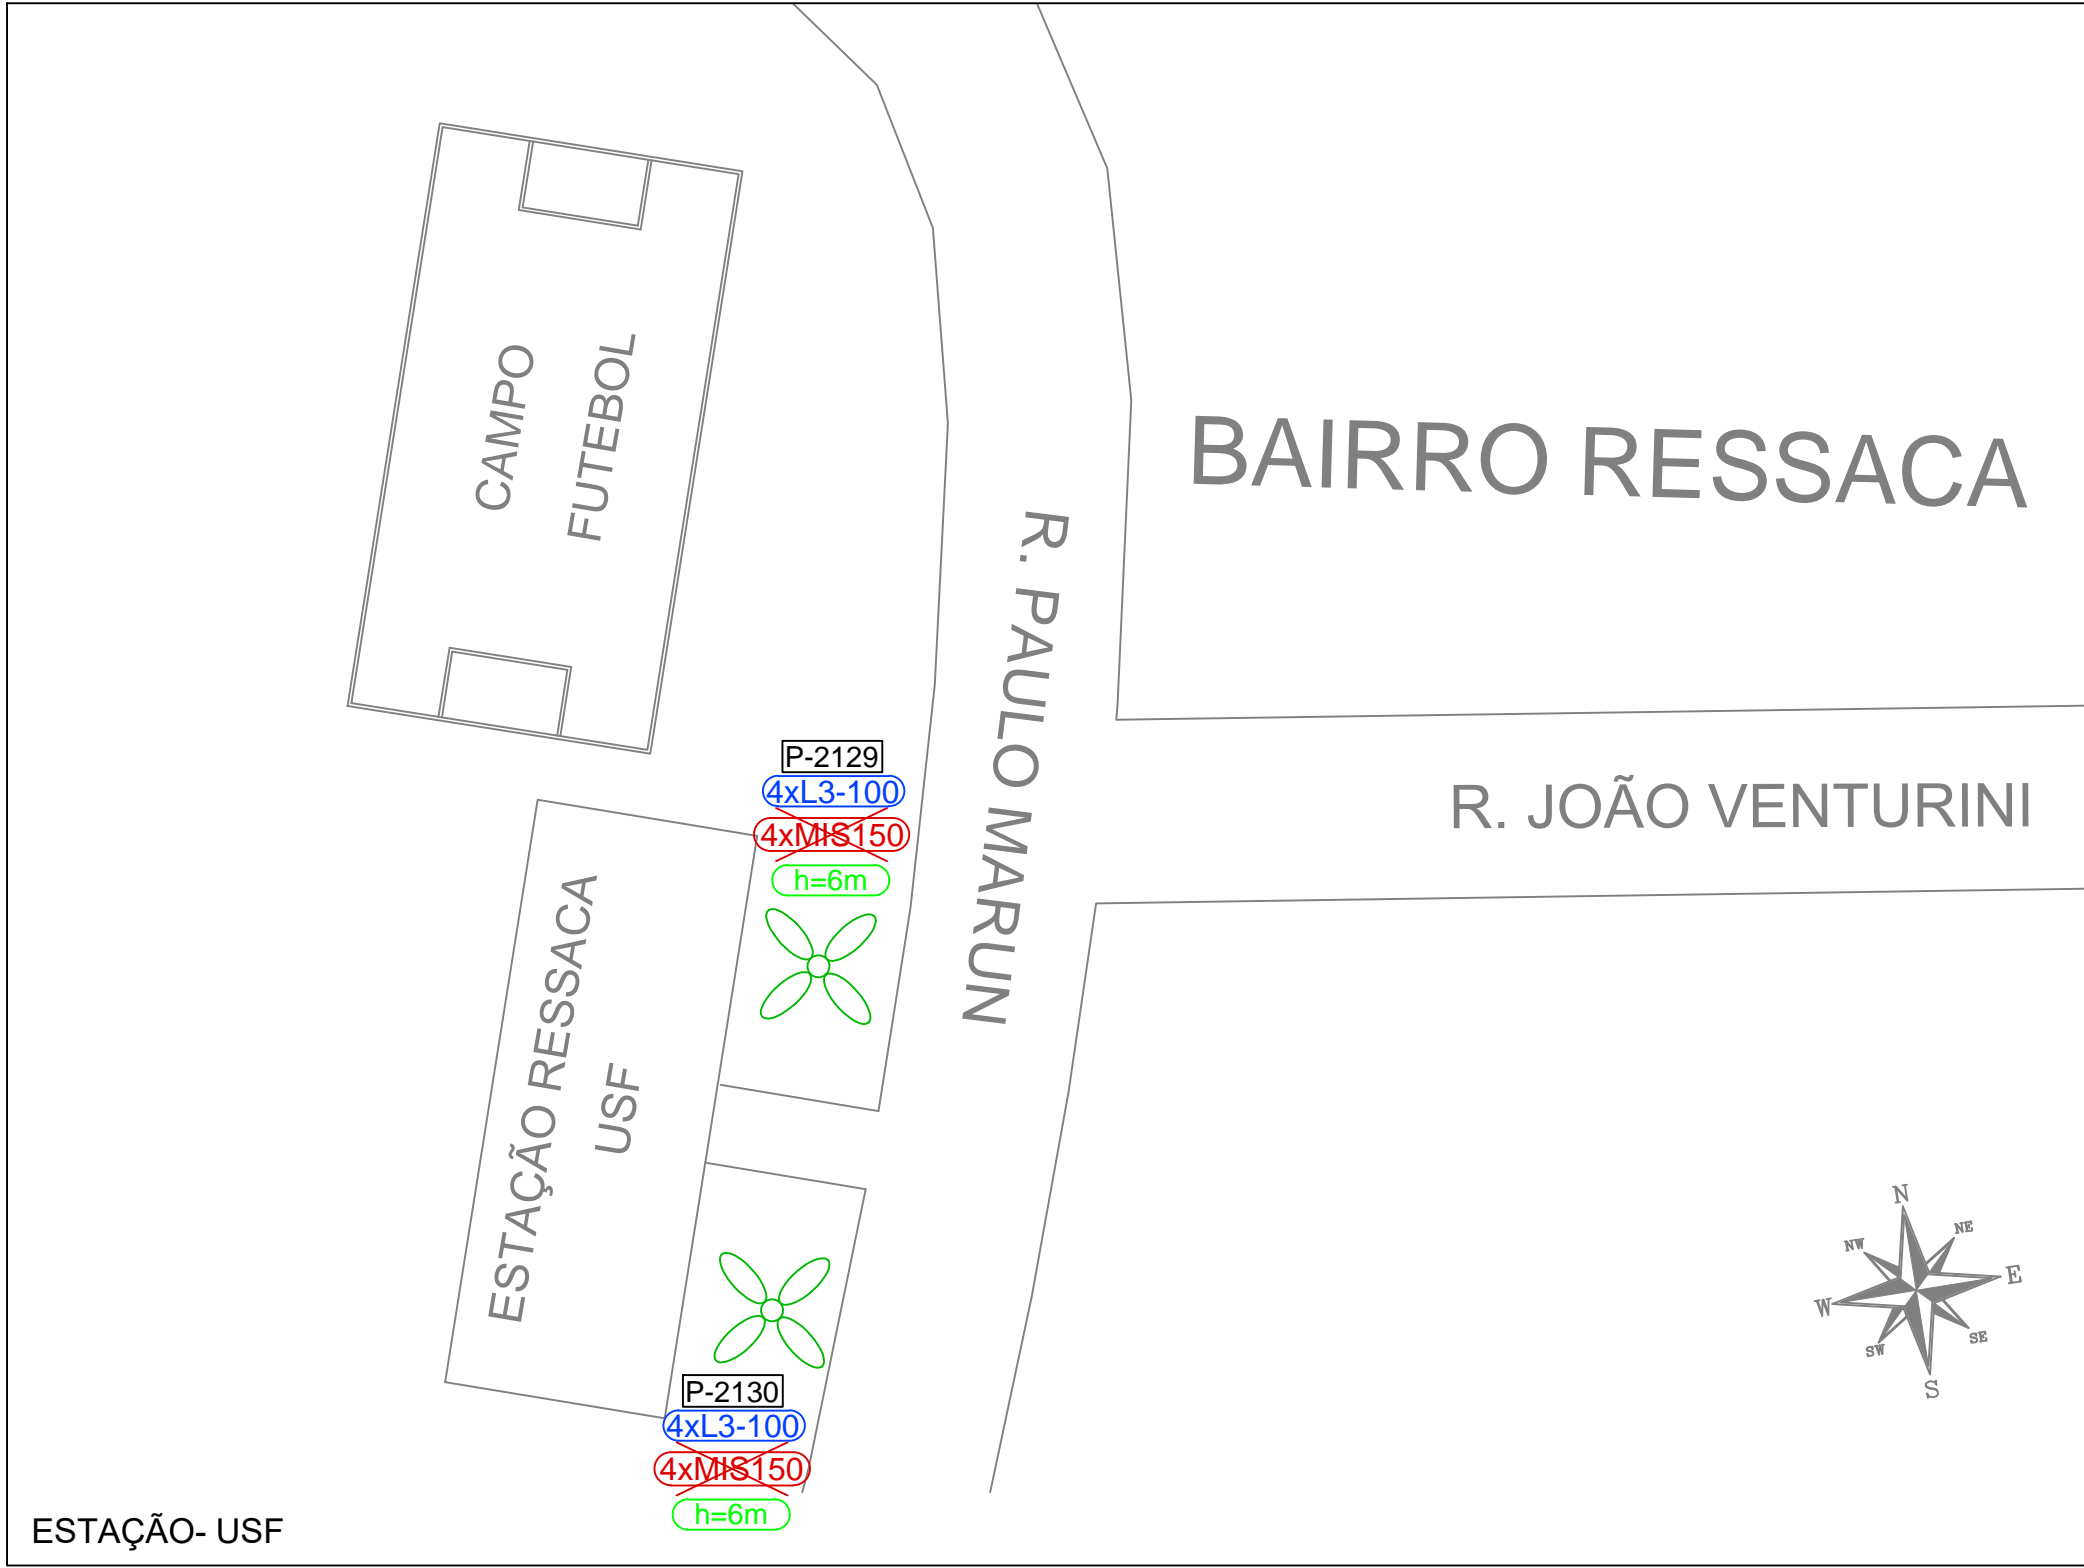 CAMPO
FUTEBOL
BAIRRO RESSACA
R. PAULO MARUN
R. JOÃO VENTURINI
P-2129
4xL3-100
4xMIS150
h=6m
ESTAÇÃO RESSACA
USF
P-2130
4xL3-100
4xMIS150
h=6m
N
NE
E
SE
S
SW
W
NW
ESTAÇÃO- USF